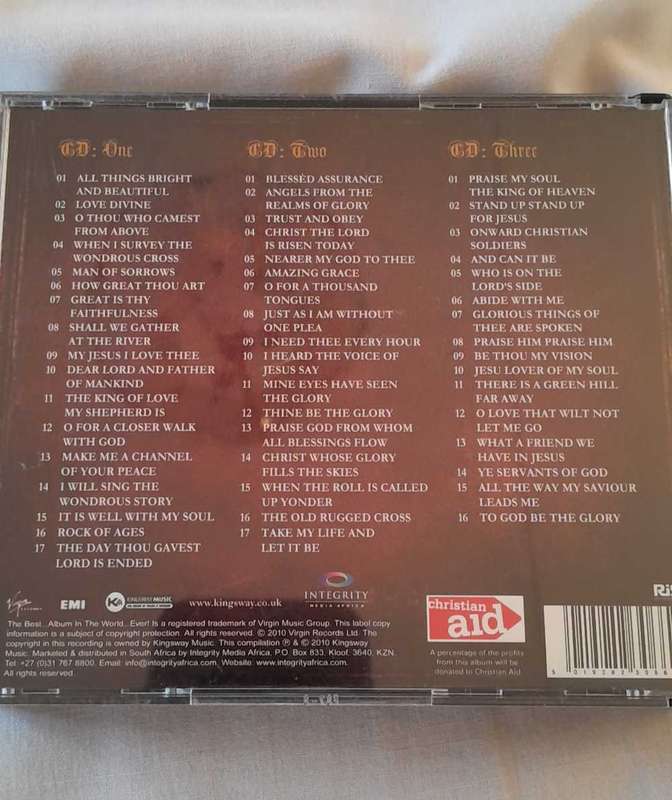 CD: One
01 ALL THINGS BRIGHT
AND BEAUTIFUL
02 LOVE DIVINE
03 O THOU WHO CAMEST
FROM ABOVE
04 WHEN I SURVEY THE
WONDROUS CROSS
05 MAN OF SORROWS
06 HOW GREAT THOU ART
07 GREAT IS THY
FAITHFULNESS
08 SHALL WE GATHER
AT THE RIVER
09 MY JESUS I LOVE THEE
10 DEAR LORD AND FATHER
OF MANKIND
11 THE KING OF LOVE
MY SHEPHERD IS
12 O FOR A CLOSER WALK
WITH GOD
13 MAKE ME A CHANNEL
OF YOUR PEACE
14 I WILL SING THE
WONDROUS STORY
15 IT IS WELL WITH MY SOUL
16 ROCK OF AGES
17 THE DAY THOU GAVEST
LORD IS ENDED
CD: Two
01 BLESSED ASSURANCE
02 ANGELS FROM THE
REALMS OF GLORY
03 TRUST AND OBEY
04 CHRIST THE LORD
IS RISEN TODAY
05 NEARER MY GOD TO THEE
06 AMAZING GRACE
07 O FOR A THOUSAND
TONGUES
08 JUST AS I AM WITHOUT
ONE PLEA
09 I NEED THEE EVERY HOUR
10 I HEARD THE VOICE OF
JESUS SAY
11 MINE EYES HAVE SEEN
THE GLORY
12 THINE BE THE GLORY
13 PRAISE GOD FROM WHOM
ALL BLESSINGS FLOW
14 CHRIST WHOSE GLORY
FILLS THE SKIES
15 WHEN THE ROLL IS CALLED
UP YONDER
16 THE OLD RUGGED CROSS
17 TAKE MY LIFE AND
LET IT BE
CD: Three
01 PRAISE MY SOUL
THE KING OF HEAVEN
02 STAND UP STAND UP
FOR JESUS
03 ONWARD CHRISTIAN
SOLDIERS
04 AND CAN IT BE
05 WHO IS ON THE
LORD'S SIDE
06 ABIDE WITH ME
07 GLORIOUS THINGS OF
THEE ARE SPOKEN
08 PRAISE HIM PRAISE HIM
09 BE THOU MY VISION
10 JESU LOVER OF MY SOUL
11 THERE IS A GREEN HILL
FAR AWAY
12 O LOVE THAT WILT NOT
LET ME GO
13 WHAT A FRIEND WE
HAVE IN JESUS
14 YE SERVANTS OF GOD
15 ALL THE WAY MY SAVIOUR
LEADS ME
16 TO GOD BE THE GLORY
Virgin
EMI
KINGSWAY MUSIC
www.kingsway.co.uk
INTEGRITY
MEDIA AFRICA
christian
aid
The Best...Album In The World...Ever! Is a registered trademark of Virgin Music Group. This label copy
information is subject of copyright protection. All rights reserved. © 2010 Virgin Records Ltd. The
copyright in this recording is owned by Kingsway Music. This compilation ℗ & © 2010 Kingsway
Music. Marketed & distributed in South Africa by Integrity Media Africa. P.O. Box 833, Kloof, 3640, KZN.
Tel: +27 (0)31 767 8800. Email: info@integrityafrica.com. Website: www.integrityafrica.com.
All rights reserved.
A percentage of the profits
from this album will be
donated to Christian Aid